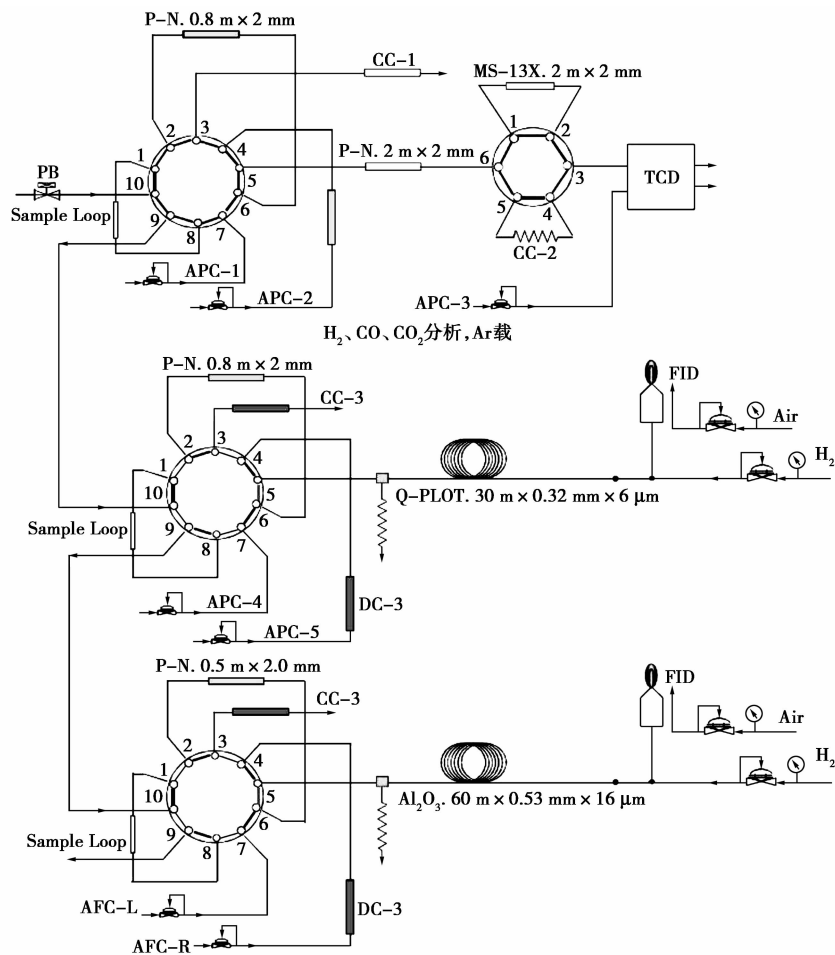 P-N. 0.8 m×2 mm
CC-1
MS-13X. 2 m×2 mm
3
2
4
1
5
10
6
9
8
7
PB
Sample Loop
P-N. 2 m×2 mm
1
2
6
3
5
4
TCD
CC-2
APC-1
APC-2
APC-3
H₂、CO、CO₂分析,Ar载
P-N. 0.8 m×2 mm
CC-3
FID
Air
H₂
3
2
4
1
10
5
6
9
8
7
Q-PLOT. 30 m×0.32 mm×6 μm
Sample Loop
APC-4
DC-3
APC-5
P-N. 0.5 m×2.0 mm
CC-3
FID
Air
H₂
3
2
4
1
10
5
6
9
8
7
Al₂O₃. 60 m×0.53 mm×16 μm
Sample Loop
AFC-L
DC-3
AFC-R